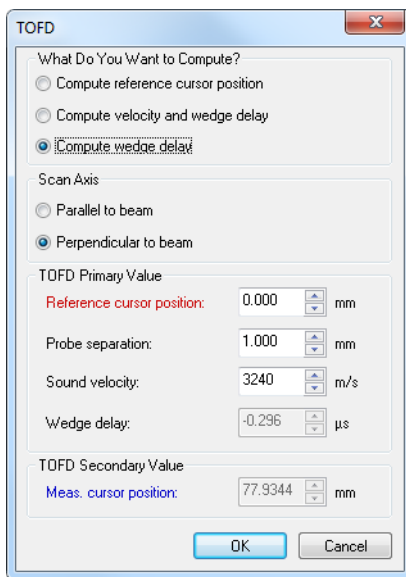 TOFD
What Do You Want to Compute?
Compute reference cursor position
Compute velocity and wedge delay
Compute wedge delay
Scan Axis
Parallel to beam
Perpendicular to beam
TOFD Primary Value
Reference cursor position: 0.000 mm
Probe separation: 1.000 mm
Sound velocity: 3240 m/s
Wedge delay: -0.296 µs
TOFD Secondary Value
Meas. cursor position: 77.9344 mm
OK Cancel